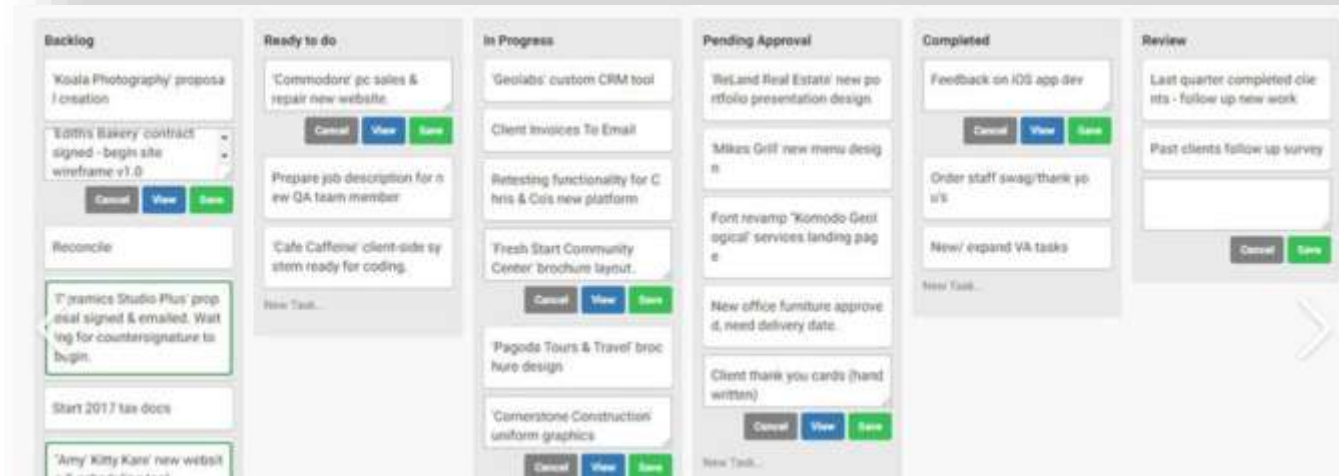 Backlog
'Koala Photography' proposa
l creation
'Ediths Bakery' contract
signed - begin site
wireframe v1.0
Cancel View Save
Reconcile
ramics Studio Plus' prop
osal signed & emailed. Wait
ing for countersignature to
begin.
Start 2017 tax docs
'Amy' Kitty Kare' new websit
Ready to do
'Commodore' pc sales &
repair new website.
Cancel View Save
Prepare job description for n
ew QA team member
'Cafe Caffeine' client-side sy
stem ready for coding.
New Task...
In Progress
'Geolabs' custom CRM tool
Client Invoices To Email
Retesting functionality for C
hris & Co's new platform
'Fresh Start Community
Center' brochure layout.
Cancel View Save
'Pagoda Tours & Travel' broc
hure design
'Cornerstone Construction'
uniform graphics
Cancel View Save
Pending Approval
'ReLand Real Estate' new po
rtfolio presentation design
'Mikes Grill' new menu desig
n
Font revamp "Komodo Geol
ogical' services landing pag
e
New office furniture approve
d, need delivery date.
Client thank you cards (hand
written)
Cancel View Save
New Task...
Completed
Feedback on iOS app dev
Cancel View Save
Order staff swag/thank yo
u's
New/ expand VA tasks
New Task...
Review
Last quarter completed clie
nts - follow up new work
Past clients follow up survey
Cancel Save